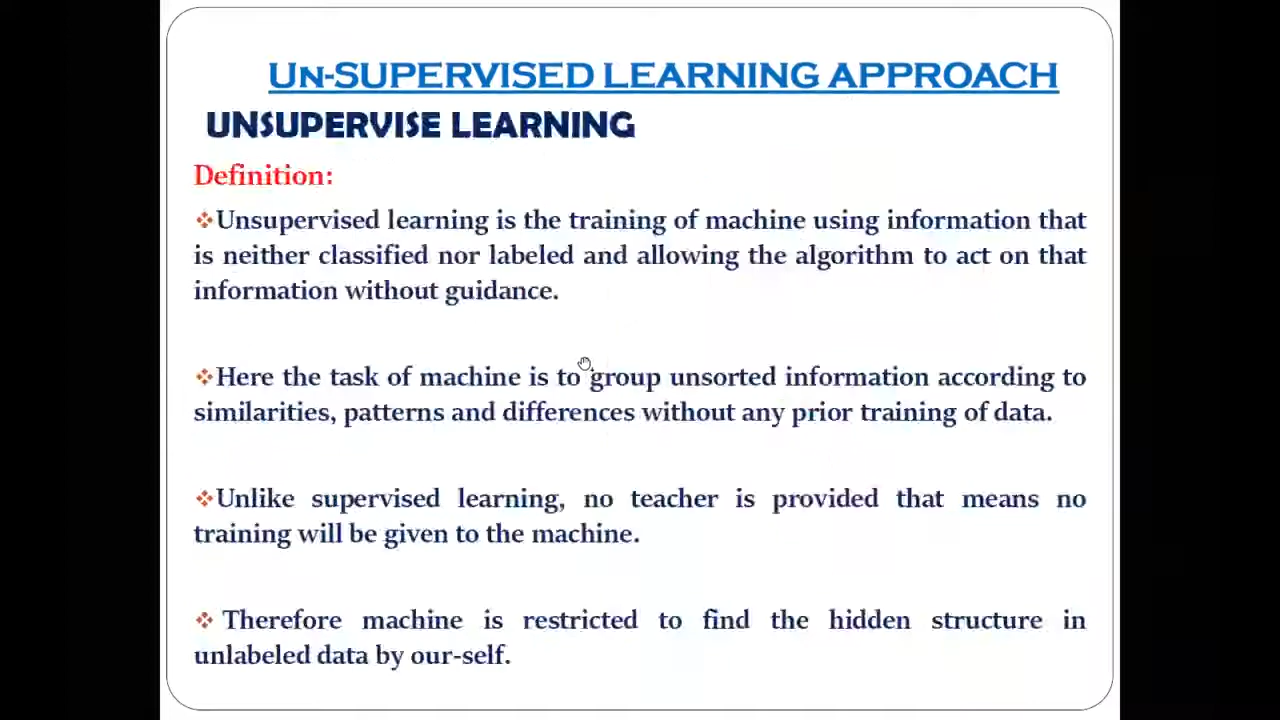 Un-SUPERVISED LEARNING APPROACH
UNSUPERVISE LEARNING
Definition:
❖Unsupervised learning is the training of machine using information that
is neither classified nor labeled and allowing the algorithm to act on that
information without guidance.
❖Here the task of machine is to group unsorted information according to
similarities, patterns and differences without any prior training of data.
❖Unlike supervised learning, no teacher is provided that means no
training will be given to the machine.
❖ Therefore machine is restricted to find the hidden structure in
unlabeled data by our-self.